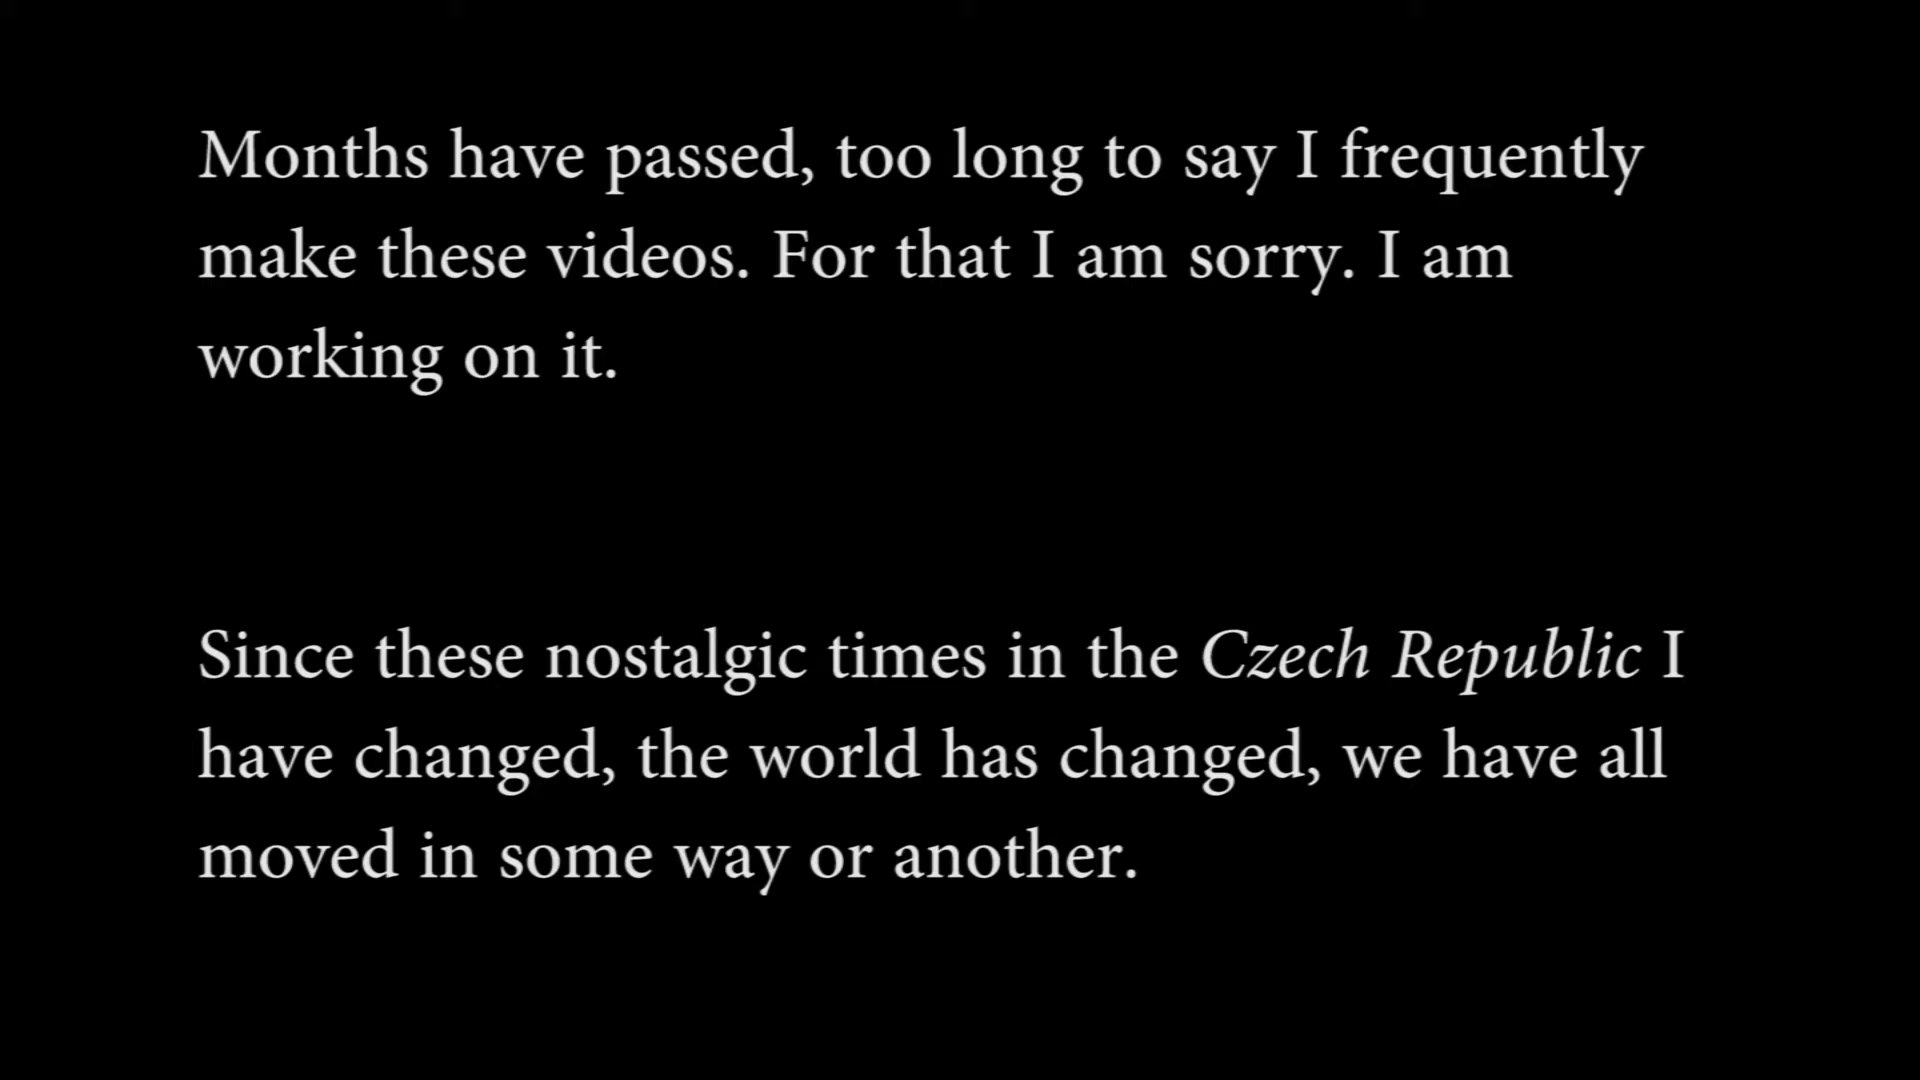 Months have passed, too long to say I frequently
make these videos. For that I am sorry. I am
working on it.
Since these nostalgic times in the Czech Republic I
have changed, the world has changed, we have all
moved in some way or another.